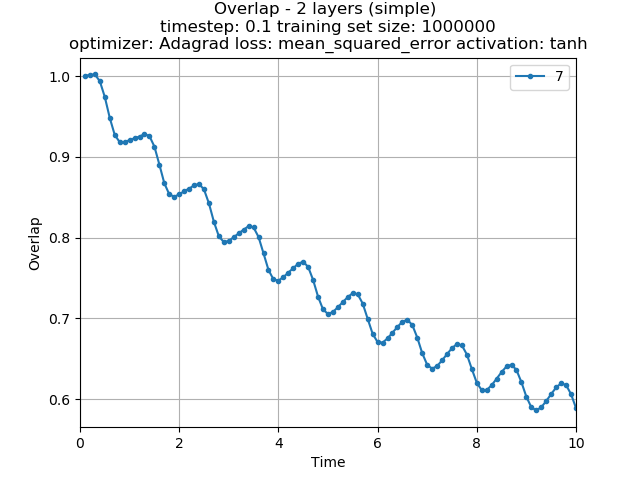 Overlap - 2 layers (simple)
timestep: 0.1 training set size: 1000000
optimizer: Adagrad loss: mean_squared_error activation: tanh
7
1.0
0.9
0.8
0.7
0.6
Overlap
0 2 4 6 8 10
Time